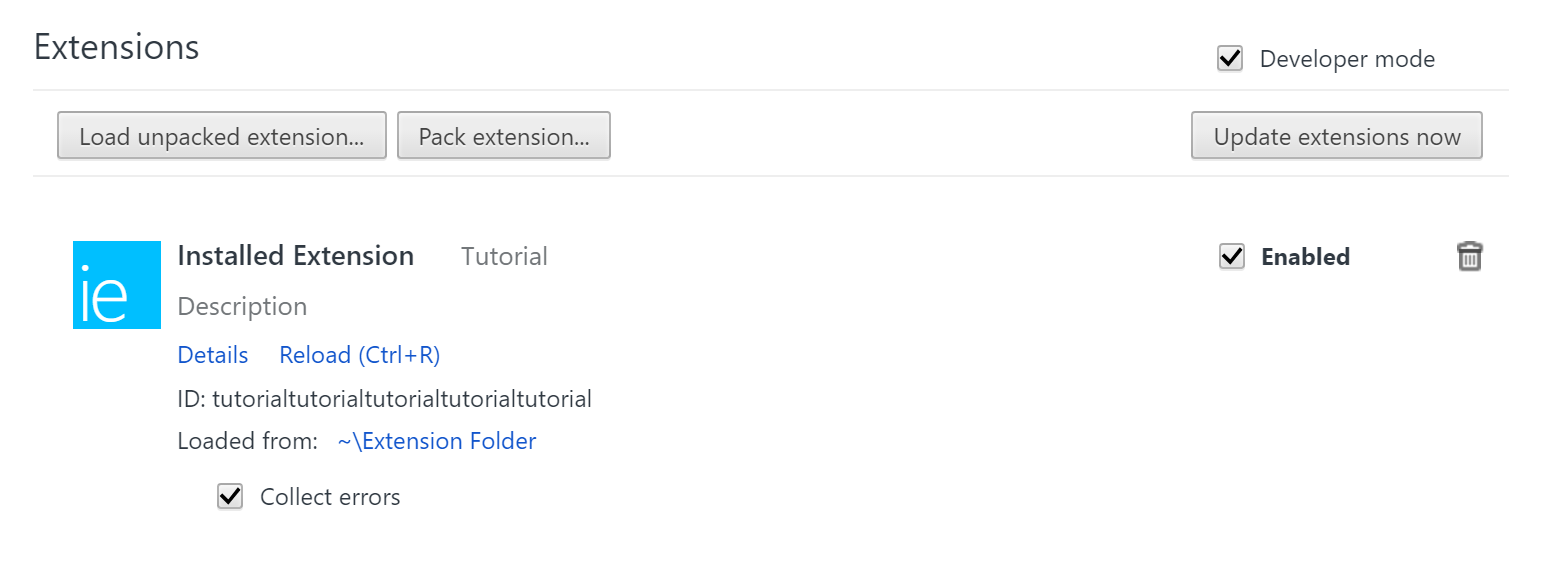 Extensions
Developer mode
Load unpacked extension... Pack extension... Update extensions now
ie
Installed Extension Tutorial Enabled
Description
Details Reload (Ctrl+R)
ID: tutorialtutorialtutorialtutorialtutorial
Loaded from: ~\Extension Folder
Collect errors